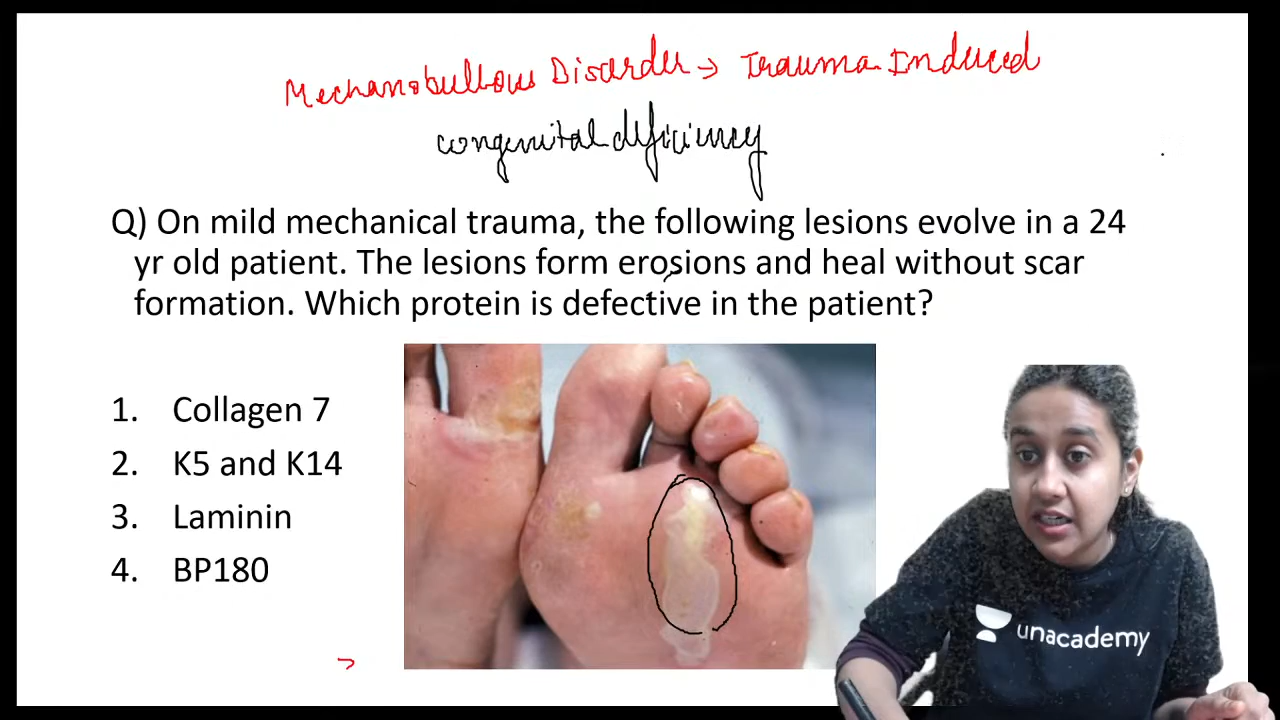 Mechanobullous Disorder → Trauma Induced
congenital deficiency
Q) On mild mechanical trauma, the following lesions evolve in a 24
yr old patient. The lesions form erosions and heal without scar
formation. Which protein is defective in the patient?
1. Collagen 7
2. K5 and K14
3. Laminin
4. BP180
unacademy